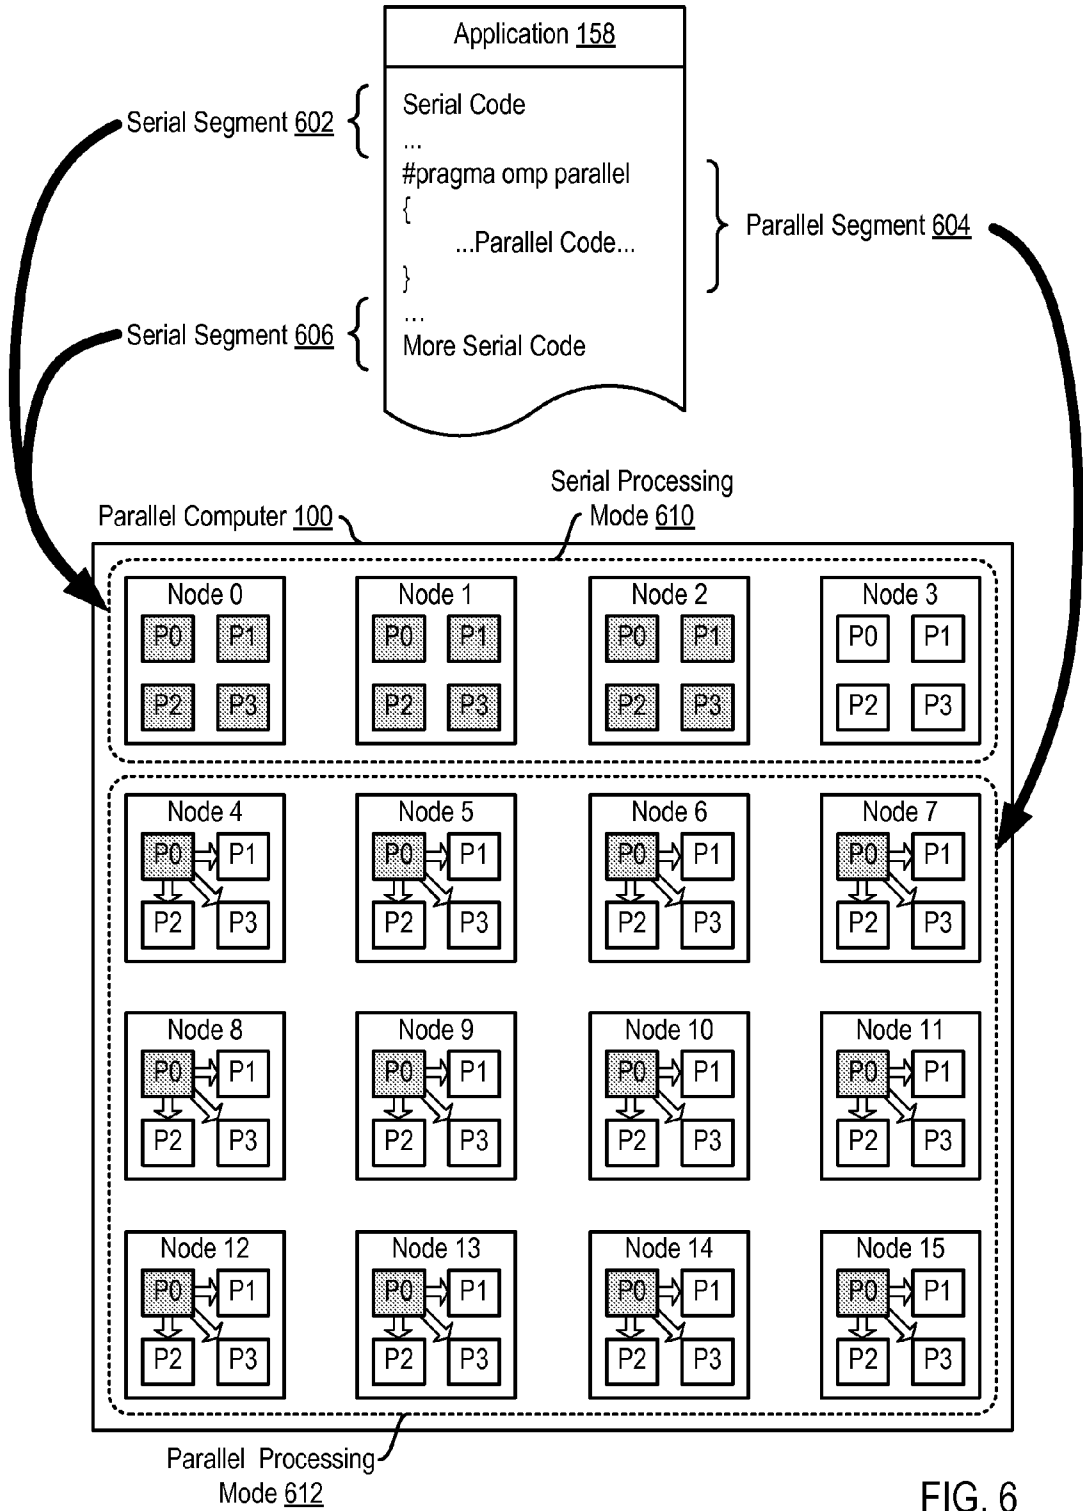 Application 158
Serial Code
Serial Segment 602
...
#pragma omp parallel
{
...Parallel Code...
Parallel Segment 604
}
...
Serial Segment 606
More Serial Code
Serial Processing
Mode 610
Parallel Computer 100
Node 0 Node 1 Node 2 Node 3
P0 P1 P0 P1 P0 P1 P0 P1
P2 P3 P2 P3 P2 P3 P2 P3
Node 4 Node 5 Node 6 Node 7
P0 P1 P0 P1 P0 P1 P0 P1
P2 P3 P2 P3 P2 P3 P2 P3
Node 8 Node 9 Node 10 Node 11
P0 P1 P0 P1 P0 P1 P0 P1
P2 P3 P2 P3 P2 P3 P2 P3
Node 12 Node 13 Node 14 Node 15
P0 P1 P0 P1 P0 P1 P0 P1
P2 P3 P2 P3 P2 P3 P2 P3
Parallel Processing
Mode 612
FIG. 6